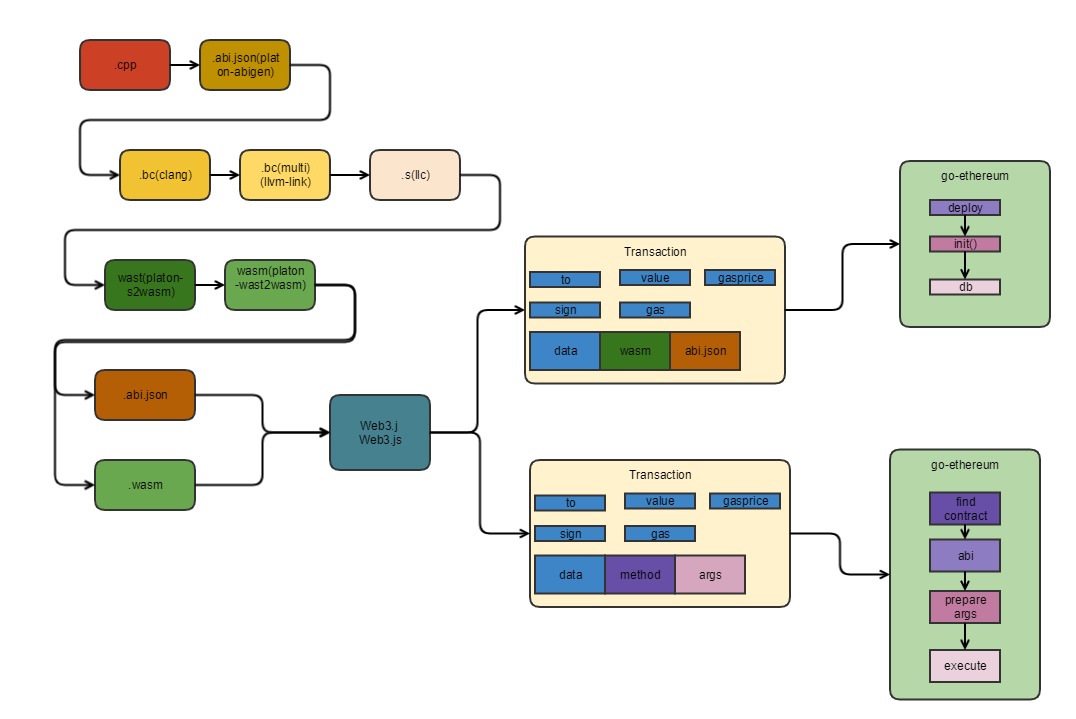 .cpp
.abi.json(plat
on-abigen)
.bc(clang)
.bc(multi)
(llvm-link)
.s(llc)
wast(platon-
s2wasm)
wasm(platon
-wast2wasm)
.abi.json
.wasm
Web3.j
Web3.js
Transaction
to
value
gasprice
sign
gas
data
wasm
abi.json
go-ethereum
deploy
init()
db
Transaction
to
value
gasprice
sign
gas
data
method
args
go-ethereum
find
contract
abi
prepare
args
execute